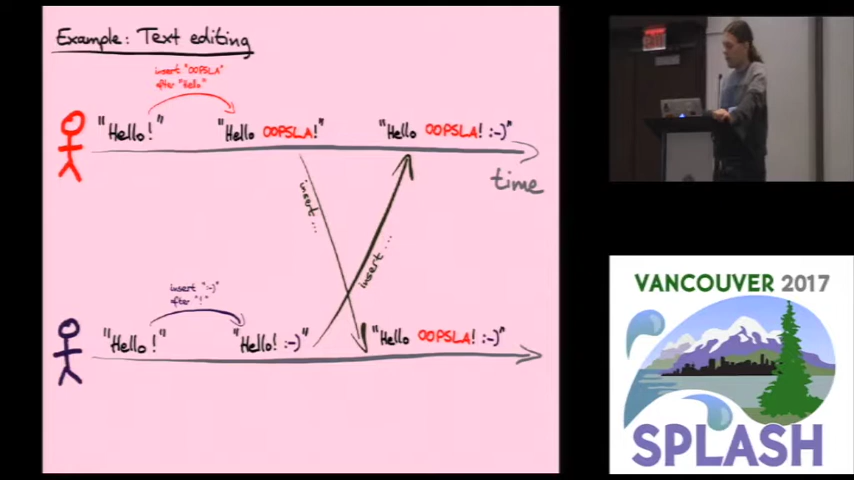 Example: Text editing
insert "OOPSLA"
after "Hello"
"Hello!"
"Hello OOPSLA!"
"Hello OOPSLA! :-)"
time
insert...
insert...
insert ":-)"
after "!"
"Hello!"
"Hello! :-)"
"Hello OOPSLA! :-)"
EXIT
VANCOUVER 2017
SPLASH